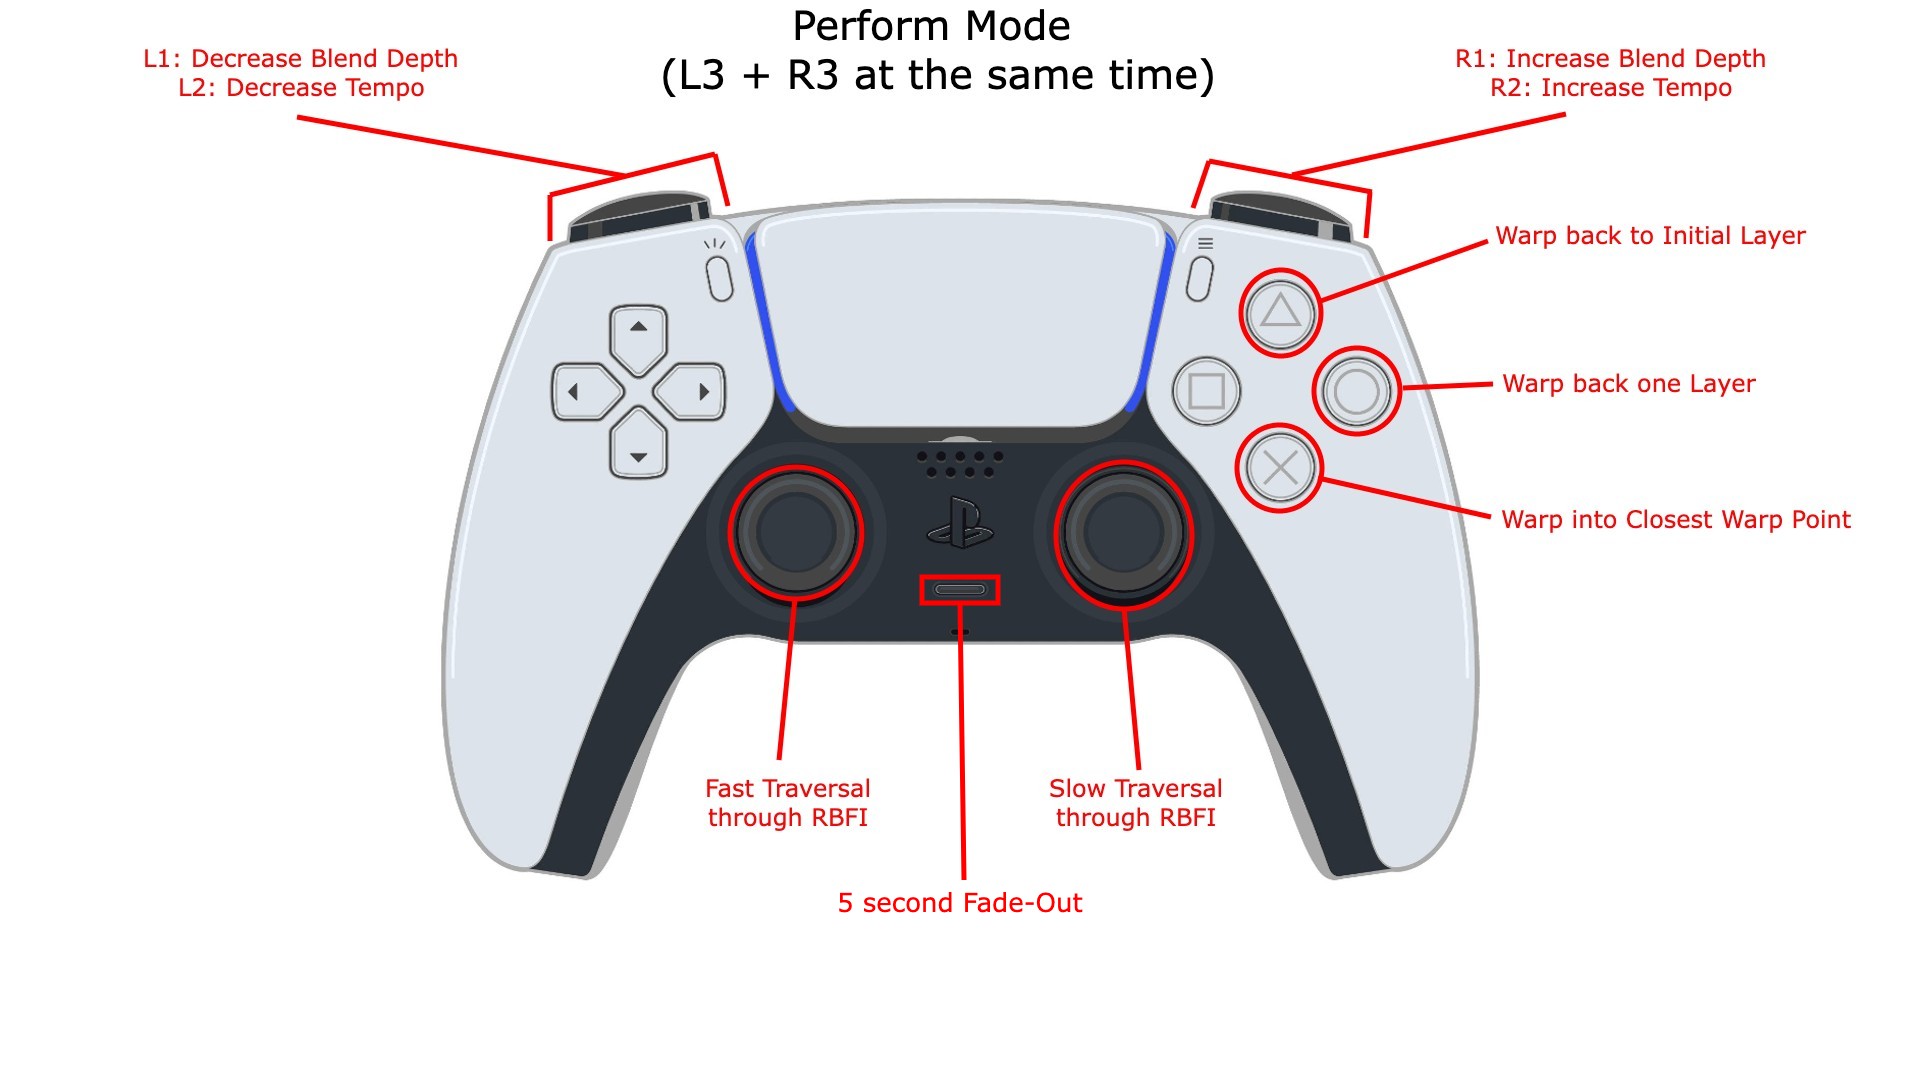 Perform Mode
(L3 + R3 at the same time)
L1: Decrease Blend Depth
L2: Decrease Tempo
R1: Increase Blend Depth
R2: Increase Tempo
Warp back to Initial Layer
Warp back one Layer
Warp into Closest Warp Point
Fast Traversal
through RBFI
Slow Traversal
through RBFI
5 second Fade-Out